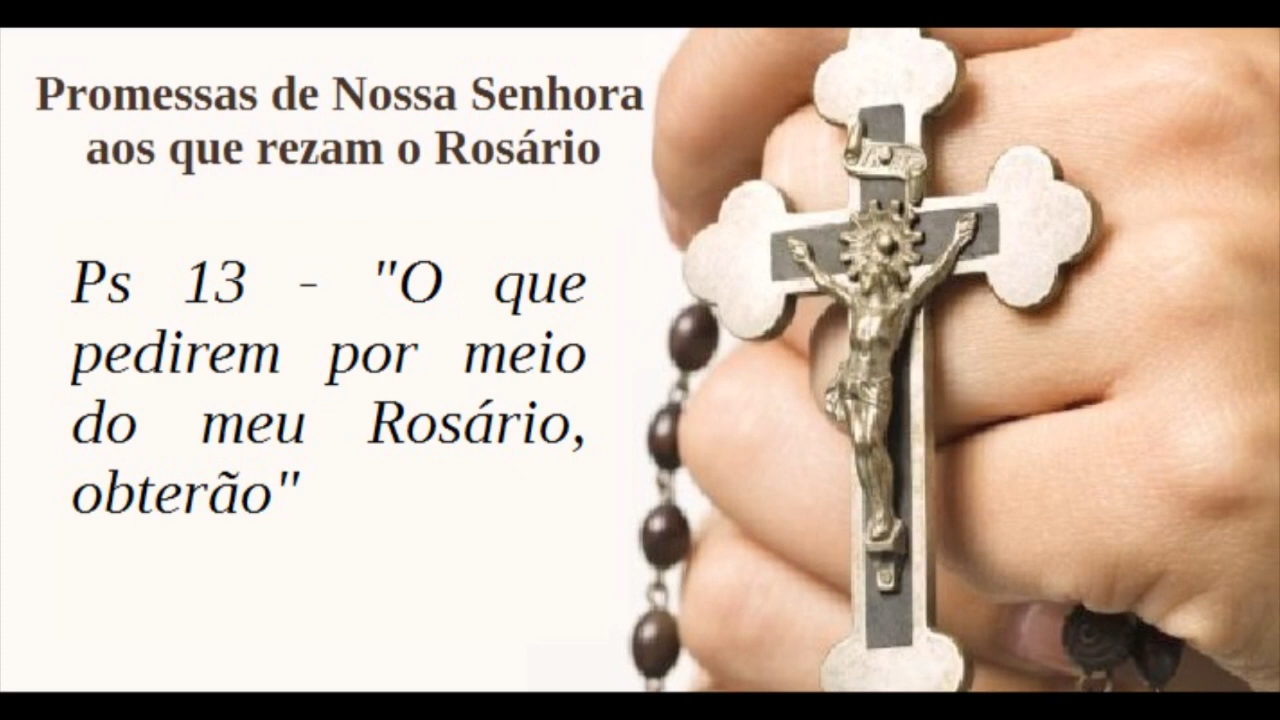 Promessas de Nossa Senhora
aos que rezam o Rosário
Ps 13 - "O que
pedirem por meio
do meu Rosário,
obterão"